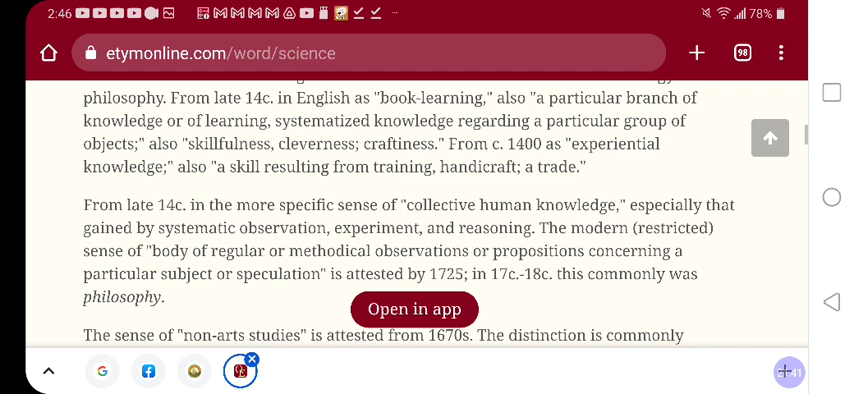 2:46
78%
etymonline.com/word/science
98
philosophy. From late 14c. in English as "book-learning," also "a particular branch of
knowledge or of learning, systematized knowledge regarding a particular group of
objects;" also "skillfulness, cleverness; craftiness." From c. 1400 as "experiential
knowledge;" also "a skill resulting from training, handicraft; a trade."
From late 14c. in the more specific sense of "collective human knowledge," especially that
gained by systematic observation, experiment, and reasoning. The modern (restricted)
sense of "body of regular or methodical observations or propositions concerning a
particular subject or speculation" is attested by 1725; in 17c.-18c. this commonly was
philosophy.
Open in app
The sense of "non-arts studies" is attested from 1670s. The distinction is commonly